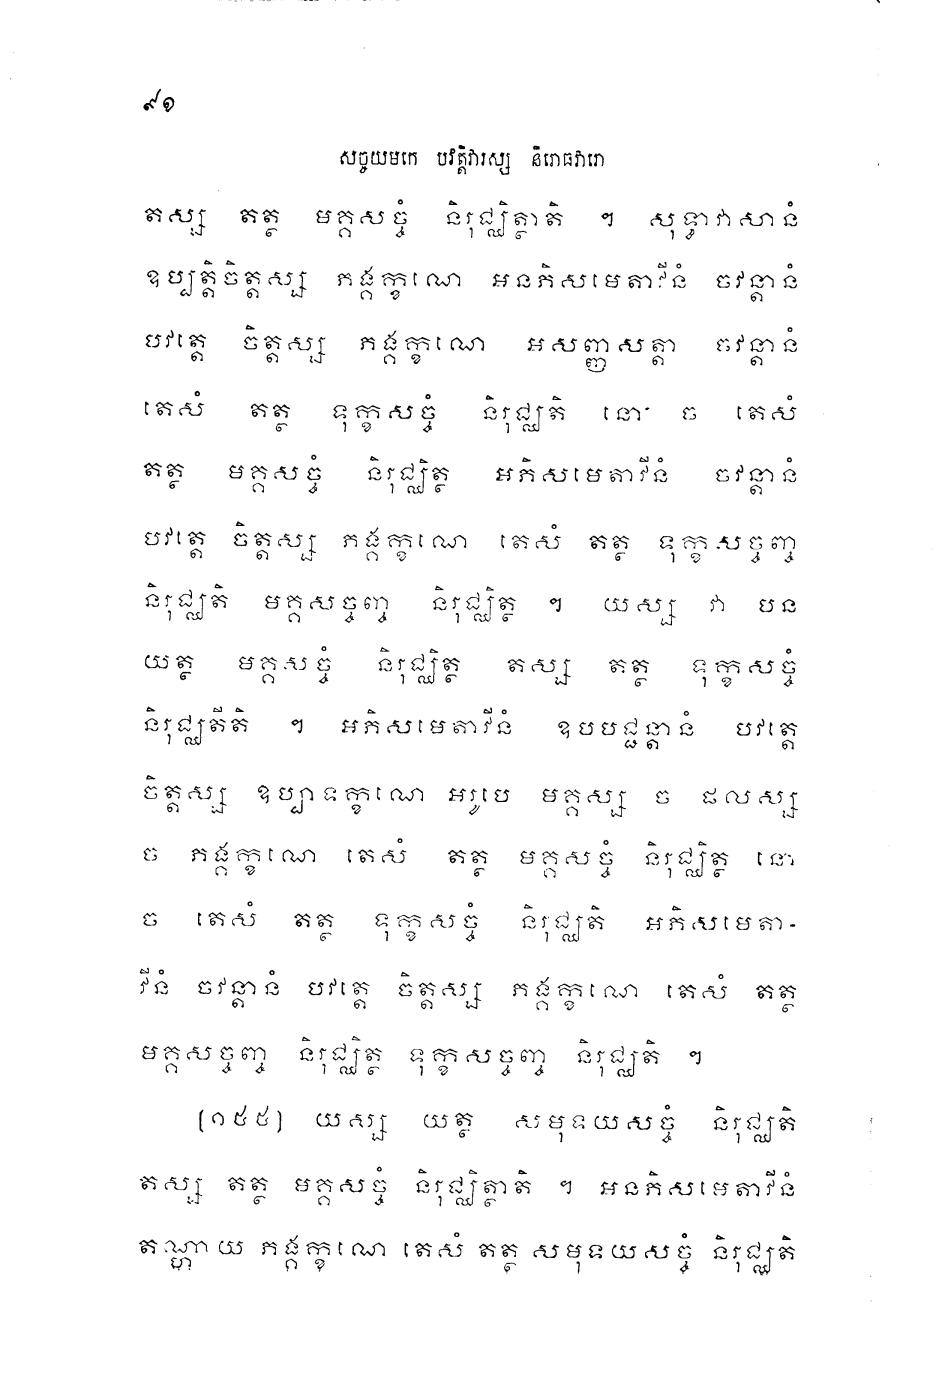 ៩១
សច្ចយមកេ បវត្តិវារស្ស និរោធវារោ
តស្ស តត្ថ មគ្គសច្ចំ និរុជ្ឈិត្ថាតិ ។ សុទ្ធាវាសានំ
ឧប្បត្តិចិត្តស្ស ភង្គក្ខណេ អនភិសមេតាវីនំ ចវន្តានំ
បវត្តេ ចិត្តស្ស ភង្គក្ខណេ អសញ្ញសត្តា ចវន្តានំ
តេសំ តត្ថ ទុក្ខសច្ចំ និរុជ្ឈតិ នោ ច តេសំ
តត្ថ មគ្គសច្ចំ និរុជ្ឈិត្ថ អភិសមេតាវីនំ ចវន្តានំ
បវត្តេ ចិត្តស្ស ភង្គក្ខណេ តេសំ តត្ថ ទុក្ខសច្ចញ្ច
និរុជ្ឈតិ មគ្គសច្ចញ្ច និរុជ្ឈិត្ថ ។ យស្ស វា បន
យត្ថ មគ្គសច្ចំ និរុជ្ឈិត្ថ តស្ស តត្ថ ទុក្ខសច្ចំ
និរុជ្ឈតីតិ ។ អភិសមេតាវីនំ ឧបបជ្ជន្តានំ បវត្តេ
ចិត្តស្ស ឧប្បាទក្ខណេ អរូបេ មគ្គស្ស ច ផលស្ស
ច ភង្គក្ខណេ តេសំ តត្ថ មគ្គសច្ចំ និរុជ្ឈិត្ថ នោ
ច តេសំ តត្ថ ទុក្ខសច្ចំ និរុជ្ឈតិ អភិសមេតា-
វីនំ ចវន្តានំ បវត្តេ ចិត្តស្ស ភង្គក្ខណេ តេសំ តត្ថ
មគ្គសច្ចញ្ច និរុជ្ឈិត្ថ ទុក្ខសច្ចញ្ច និរុជ្ឈតិ ។
[១៥៥] យស្ស យត្ថ សមុទយសច្ចំ និរុជ្ឈតិ
តស្ស តត្ថ មគ្គសច្ចំ និរុជ្ឈិត្ថាតិ ។ អនភិសមេតាវីនំ
តណ្ហាយ ភង្គក្ខណេ តេសំ តត្ថ សមុទយសច្ចំ និរុជ្ឈតិ